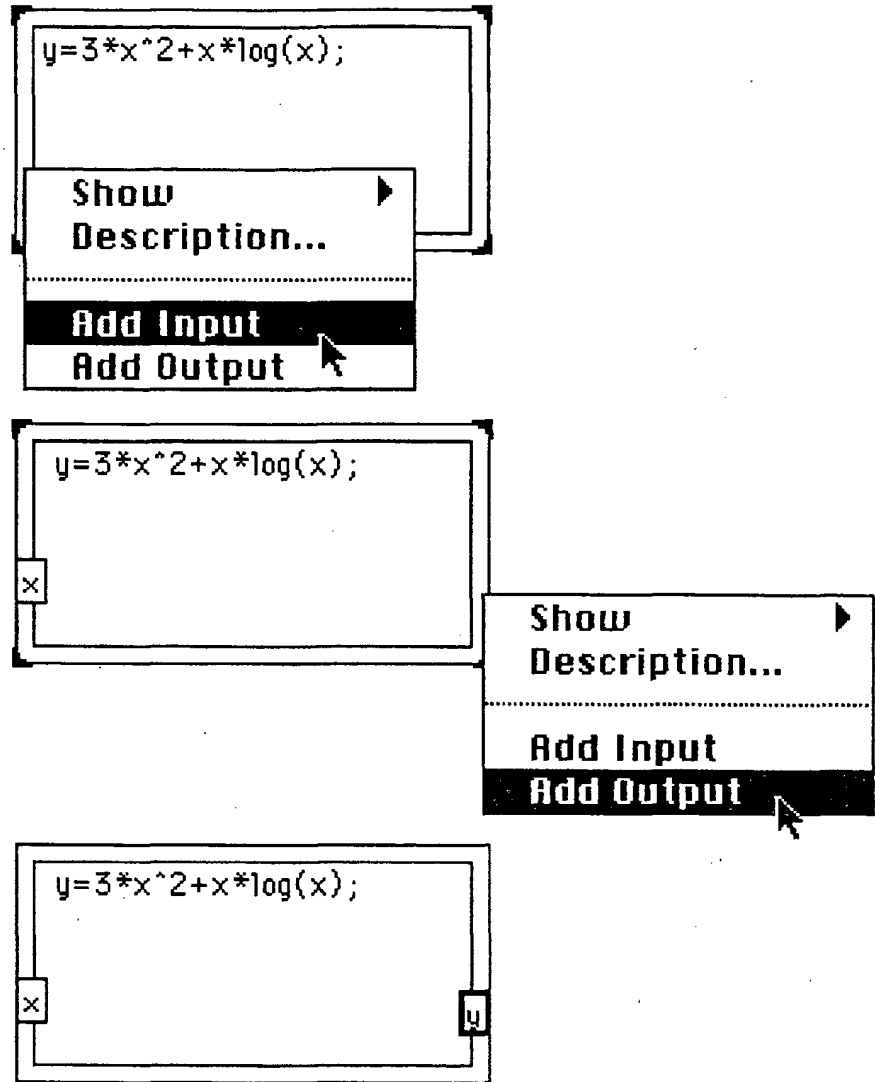 y=3*x^2+x*log(x);
Show
Description...
Add Input
Add Output
y=3*x^2+x*log(x);
x
Show
Description...
Add Input
Add Output
y=3*x^2+x*log(x);
x
y